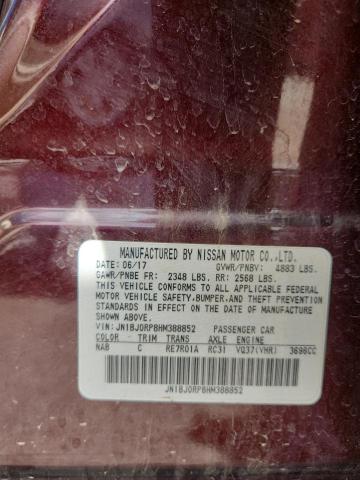 MANUFACTURED BY NISSAN MOTOR CO.,LTD.
DATE: 06/17 GVWR/PNBV: 4883 LBS.
GAWR/PNBE FR: 2348 LBS. RR: 2568 LBS.
THIS VEHICLE CONFORMS TO ALL APPLICABLE FEDERAL
MOTOR VEHICLE SAFETY,BUMPER,AND THEFT PREVENTION
STANDARDS IN EFFECT ON THE DATE OF MANUFACTURE
SHOWN ABOVE.
VIN: JN1BJ0RP8HM388852 PASSENGER CAR
COLOR TRIM TRANS AXLE ENGINE
NAB C RE7R01A RC31 VQ37(VHR) 3696CC
JN1BJ0RP8HM388852